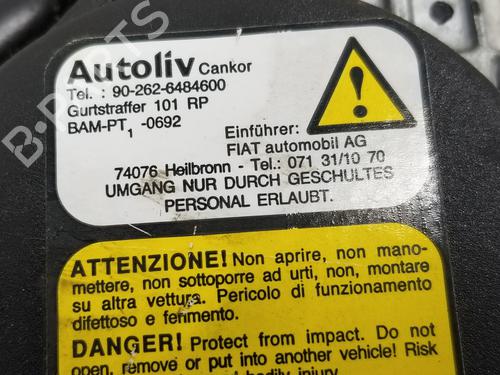 Autoliv Cankor
Tel. : 90-262-6484600
Gurtstraffer 101 RP
BAM-PT1 -0692
Einführer:
FIAT automobil AG
74076 Heilbronn - Tel.: 071 31/10 70
UMGANG NUR DURCH GESCHULTES
PERSONAL ERLAUBT.
ATTENZIONE! Non aprire, non mano-
mettere, non sottoporre ad urti, non, montare
su altra vettura. Pericolo di funzionamento
difettoso e ferimento.
DANGER! Protect from impact. Do not
open, remove or put into another vehicle! Risk
bodily injury